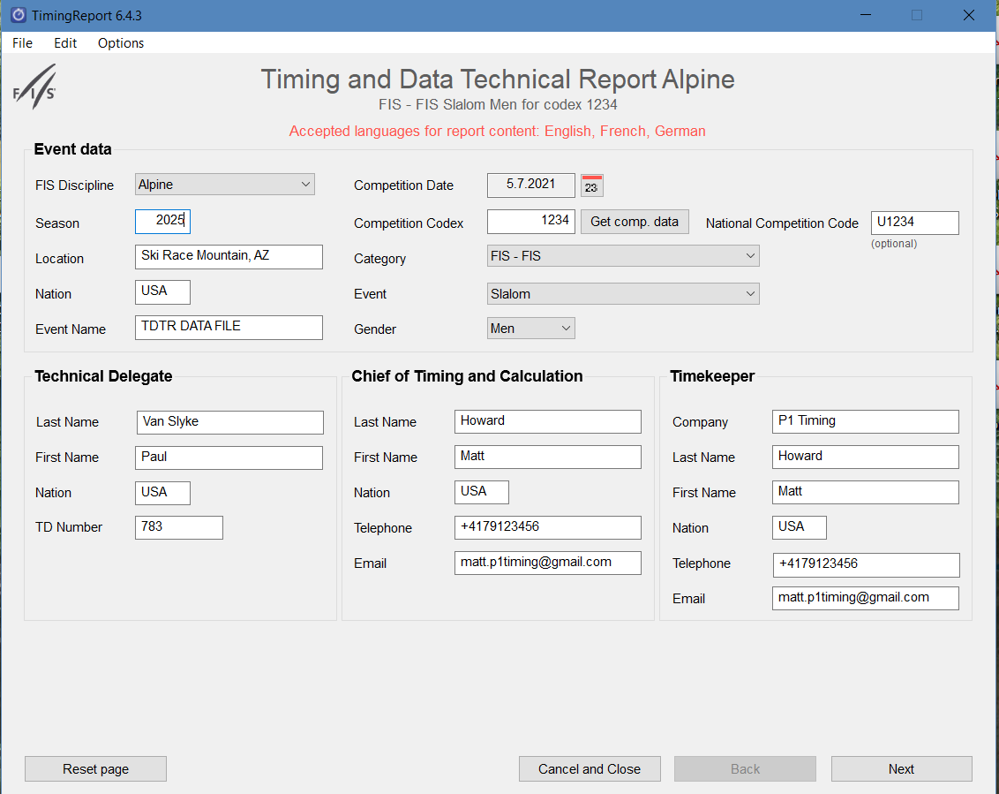 TimingReport 6.4.3
File Edit Options
FIS
Timing and Data Technical Report Alpine
FIS - FIS Slalom Men for codex 1234
Accepted languages for report content: English, French, German
Event data
FIS Discipline Alpine Competition Date 5.7.2021 23
Season 2025 Competition Codex 1234 Get comp. data National Competition Code U1234
(optional)
Location Ski Race Mountain, AZ Category FIS - FIS
Nation USA Event Slalom
Event Name TDTR DATA FILE Gender Men
Technical Delegate
Last Name Van Slyke
First Name Paul
Nation USA
TD Number 783
Chief of Timing and Calculation
Last Name Howard
First Name Matt
Nation USA
Telephone +4179123456
Email matt.p1timing@gmail.com
Timekeeper
Company P1 Timing
Last Name Howard
First Name Matt
Nation USA
Telephone +4179123456
Email matt.p1timing@gmail.com
Reset page Cancel and Close Back Next